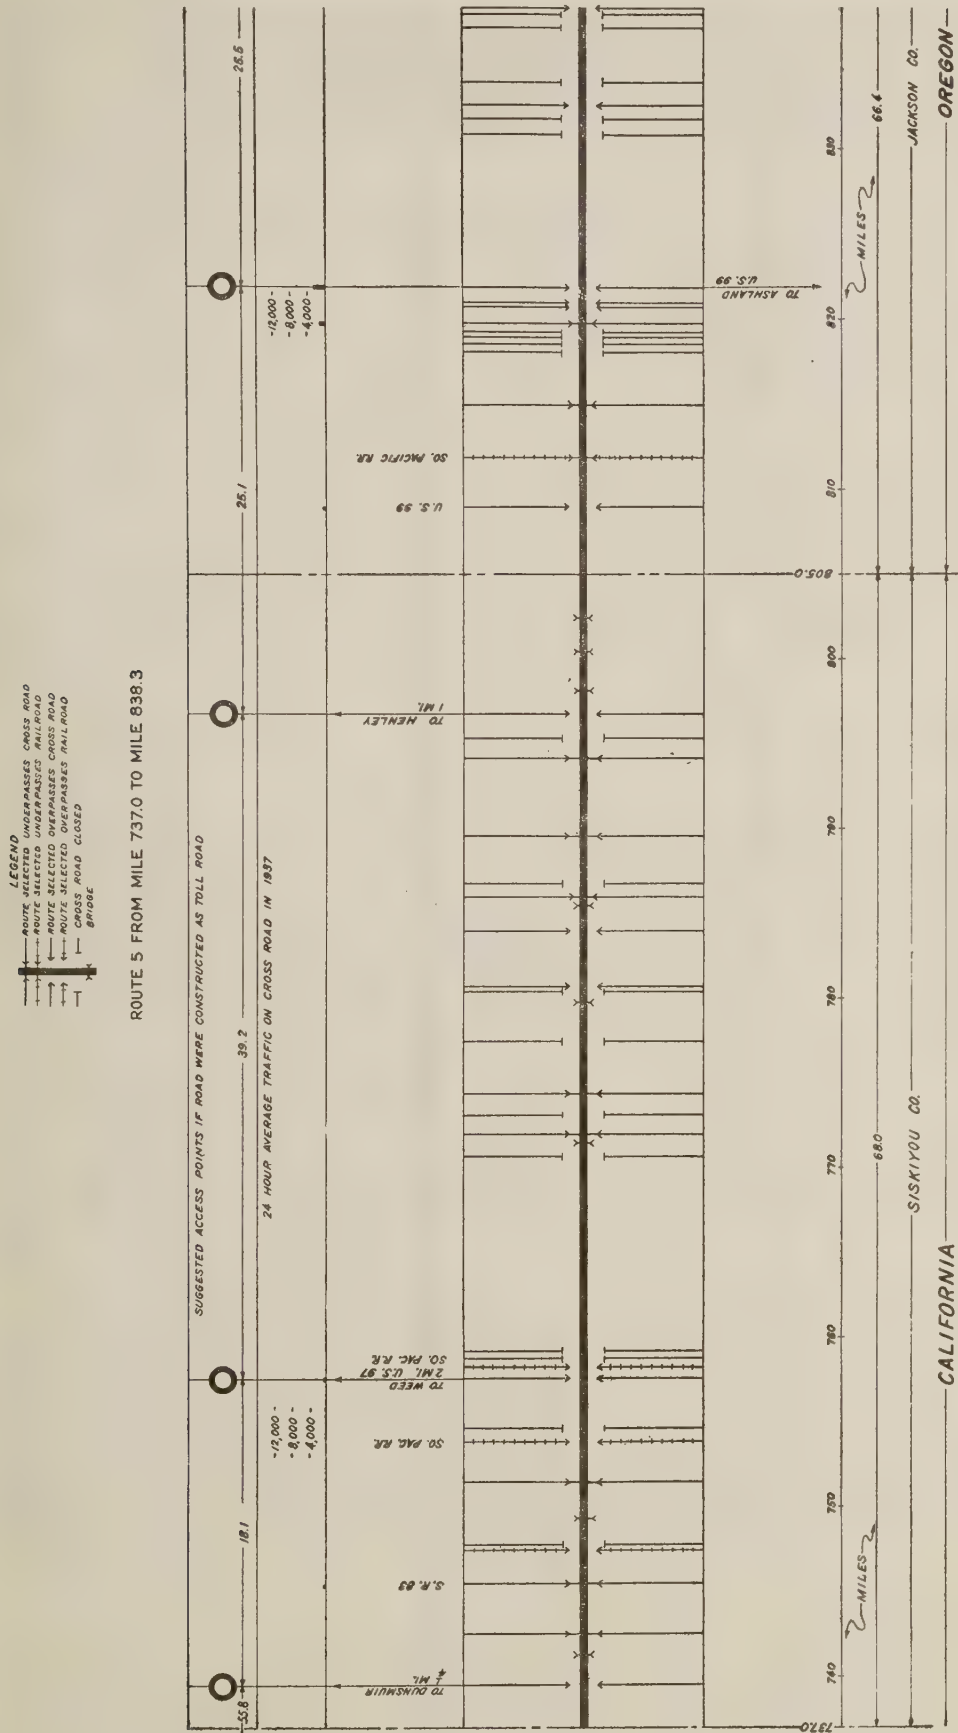 LEGEND
ROUTE SELECTED UNDERPASSES CROSS ROAD
ROUTE SELECTED UNDERPASSES RAILROAD
ROUTE SELECTED OVERPASSES CROSS ROAD
ROUTE SELECTED OVERPASSES RAILROAD
CROSS ROAD CLOSED
BRIDGE
ROUTE 5 FROM MILE 737.0 TO MILE 838.3
SUGGESTED ACCESS POINTS IF ROAD WERE CONSTRUCTED AS TOLL ROAD
55.8
18.1
39.2
25.1
26.6
24 HOUR AVERAGE TRAFFIC ON CROSS ROAD IN 1937
-12,000-
-8,000-
-4,000-
-12,000-
-8,000-
-4,000-
TO DUNSMUIR
MI.
S.R. 83
SO. PAC. RR.
TO WEED
2 MI. U.S. 97
SO. PAC. R.R.
TO HENLEY
1 MI.
U.S. 99
SO. PACIFIC RR.
TO ASHLAND
U.S. 99
737.0
740
750
760
770
780
790
800
805.0
810
820
830
MILES
MILES
68.0
66.4
SISKIYOU CO.
JACKSON CO.
CALIFORNIA
OREGON